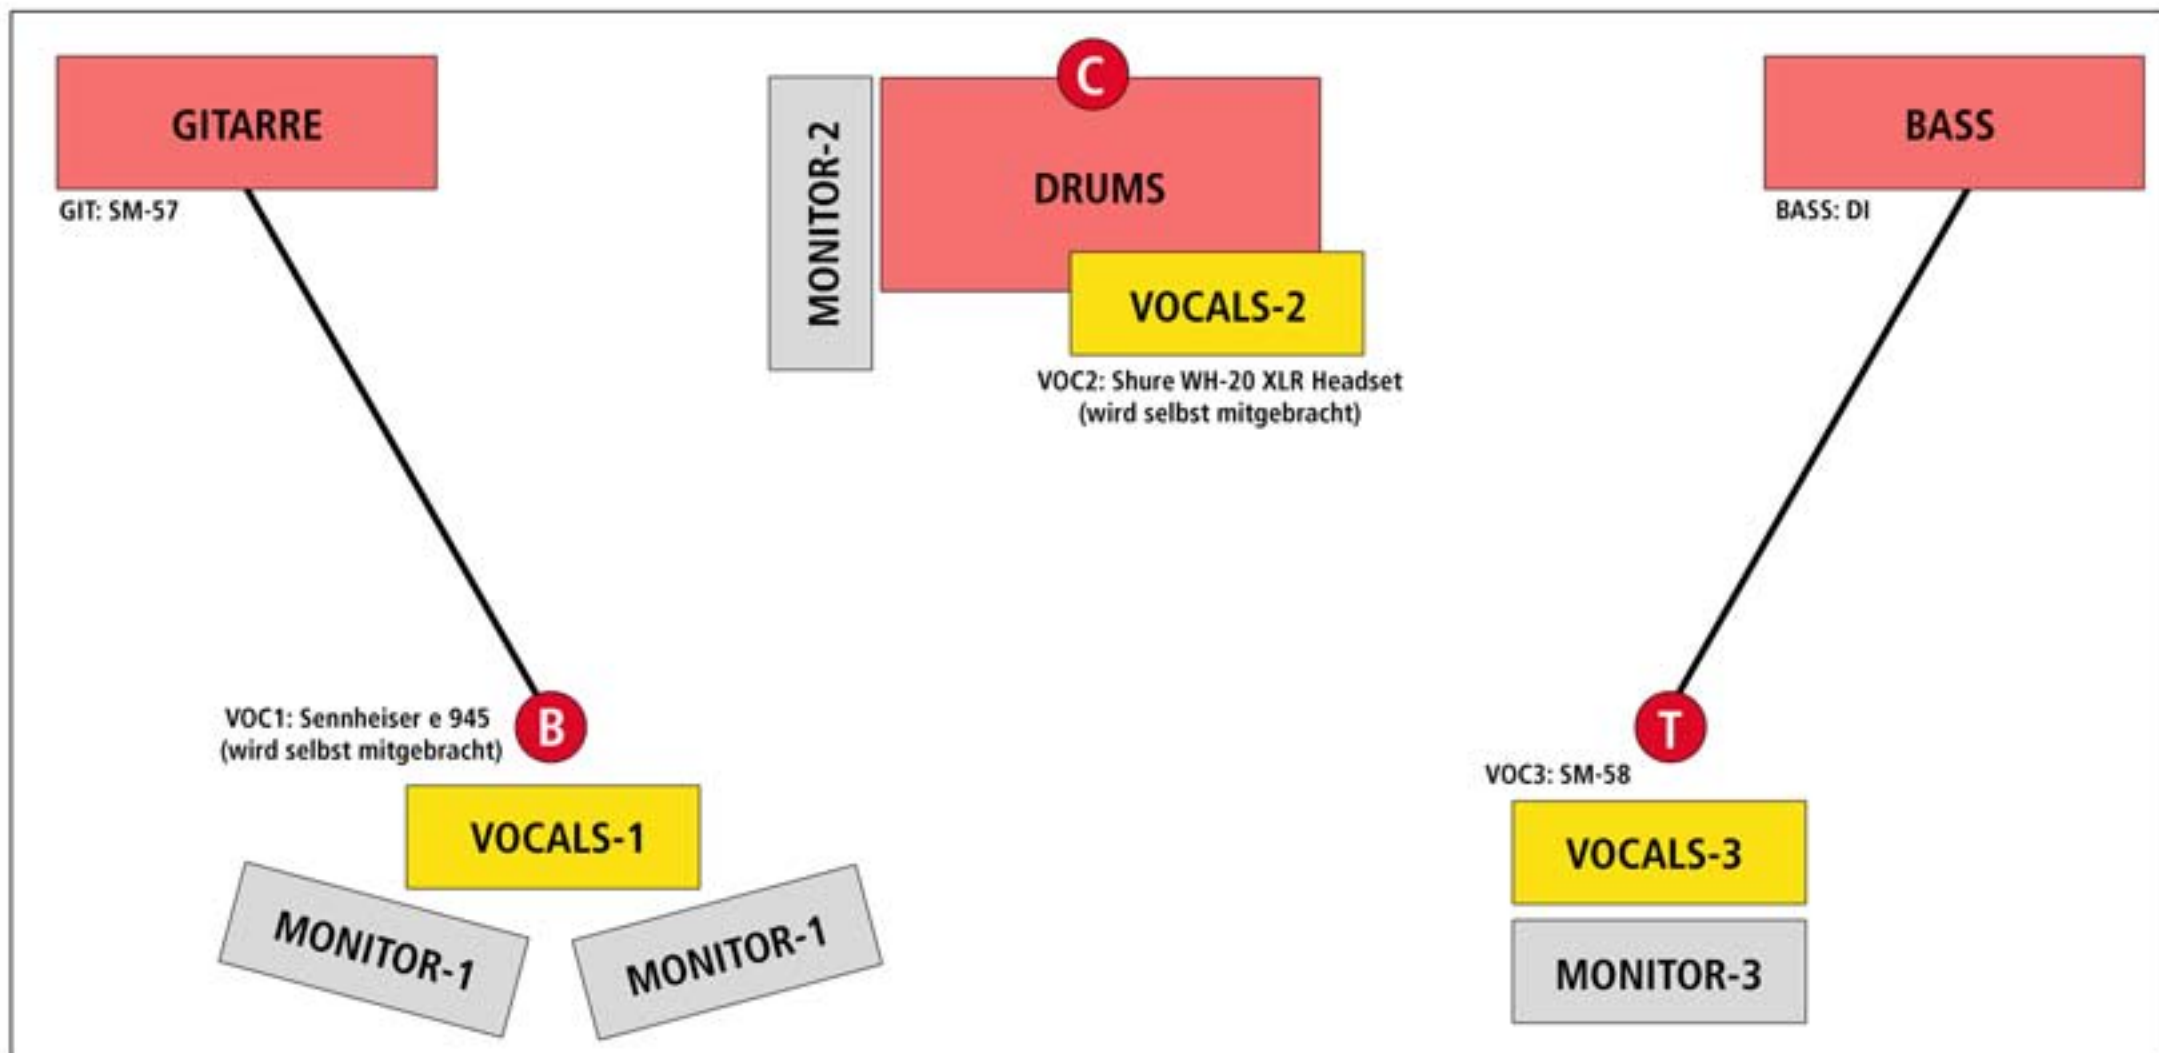 GITARRE
GIT: SM-57
MONITOR-2
C
DRUMS
VOCALS-2
VOC2: Shure WH-20 XLR Headset
(wird selbst mitgebracht)
BASS
BASS: DI
VOC1: Sennheiser e 945
(wird selbst mitgebracht)
B
VOCALS-1
MONITOR-1
MONITOR-1
T
VOC3: SM-58
VOCALS-3
MONITOR-3